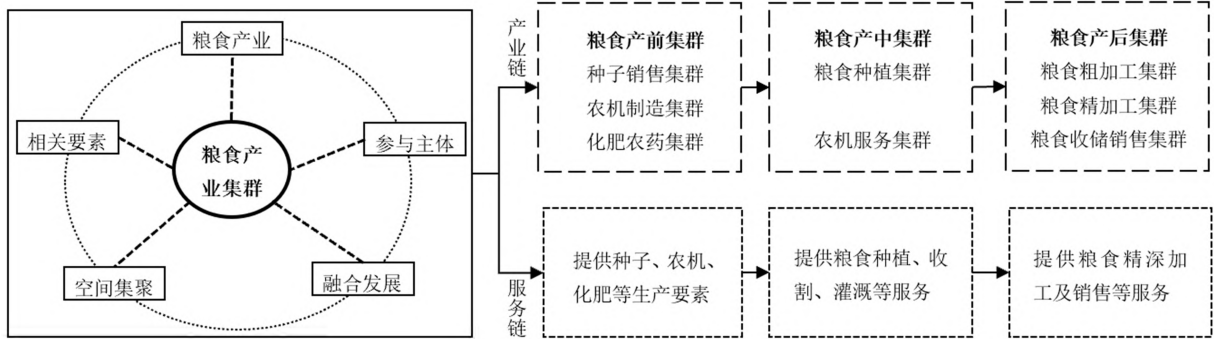 粮食产业
相关要素
参与主体
粮食产
业集群
空间集聚
融合发展
产业链
粮食产前集群
种子销售集群
农机制造集群
化肥农药集群
粮食产中集群
粮食种植集群
农机服务集群
粮食产后集群
粮食粗加工集群
粮食精加工集群
粮食收储销售集群
服务链
提供种子、农机、
化肥等生产要素
提供粮食种植、收
割、灌溉等服务
提供粮食精深加
工及销售等服务